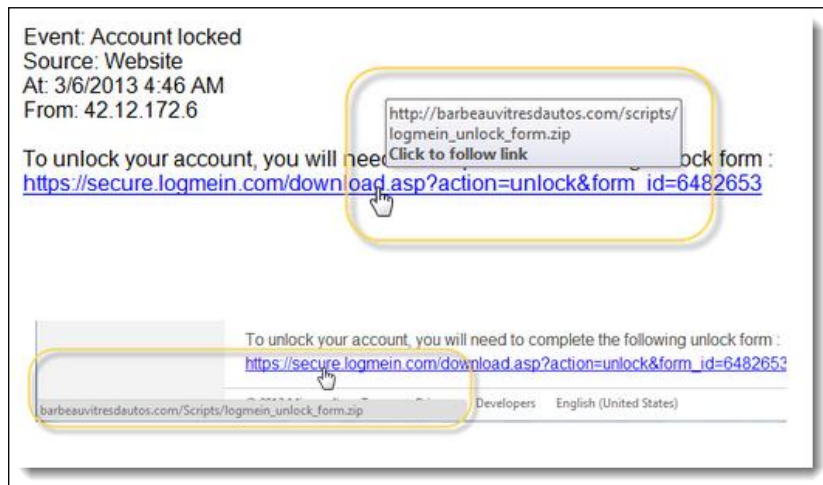 Event: Account locked
Source: Website
At: 3/6/2013 4:46 AM
From: 42.12.172.6
http://barbeauvitresdautos.com/scripts/
logmein_unlock_form.zip
Click to follow link
To unlock your account, you will need ock form :
https://secure.logmein.com/download.asp?action=unlock&form_id=6482653
To unlock your account, you will need to complete the following unlock form :
https://secure.logmein.com/download.asp?action=unlock&form_id=6482653
barbeauvitresdautos.com/Scripts/logmein_unlock_form.zip
Developers English (United States)